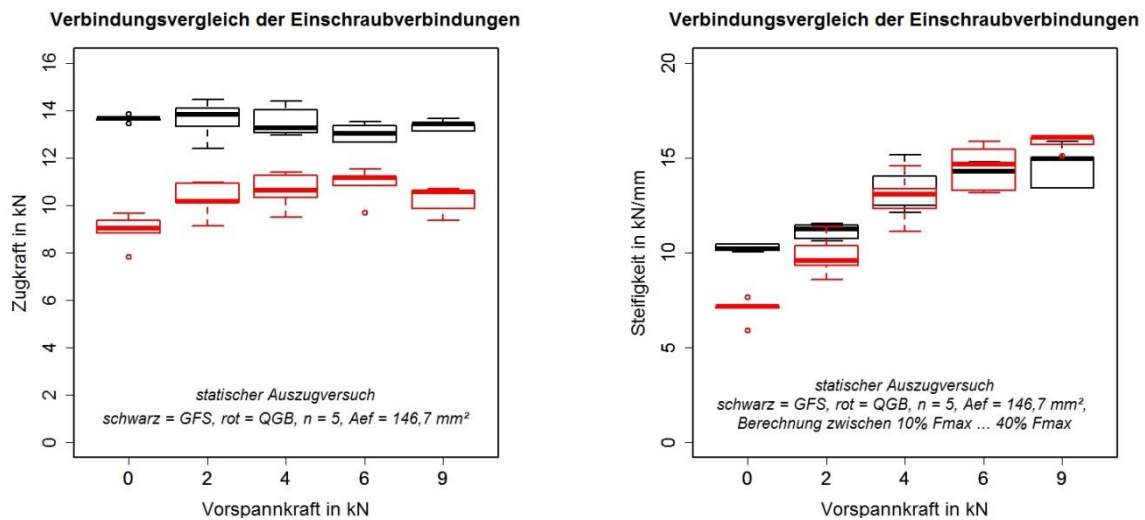 Verbindungsvergleich der Einschraubverbindungen
Zugkraft in kN
16
14
12
10
8
6
4
2
0
statischer Auszugversuch
schwarz = GFS, rot = QGB, n = 5, Aef = 146,7 mm²
0 2 4 6 9
Vorspannkraft in kN
Verbindungsvergleich der Einschraubverbindungen
Steifigkeit in kN/mm
20
15
10
5
0
statischer Auszugversuch
schwarz = GFS, rot = QGB, n = 5, Aef = 146,7 mm²,
Berechnung zwischen 10% Fmax ... 40% Fmax
0 2 4 6 9
Vorspannkraft in kN